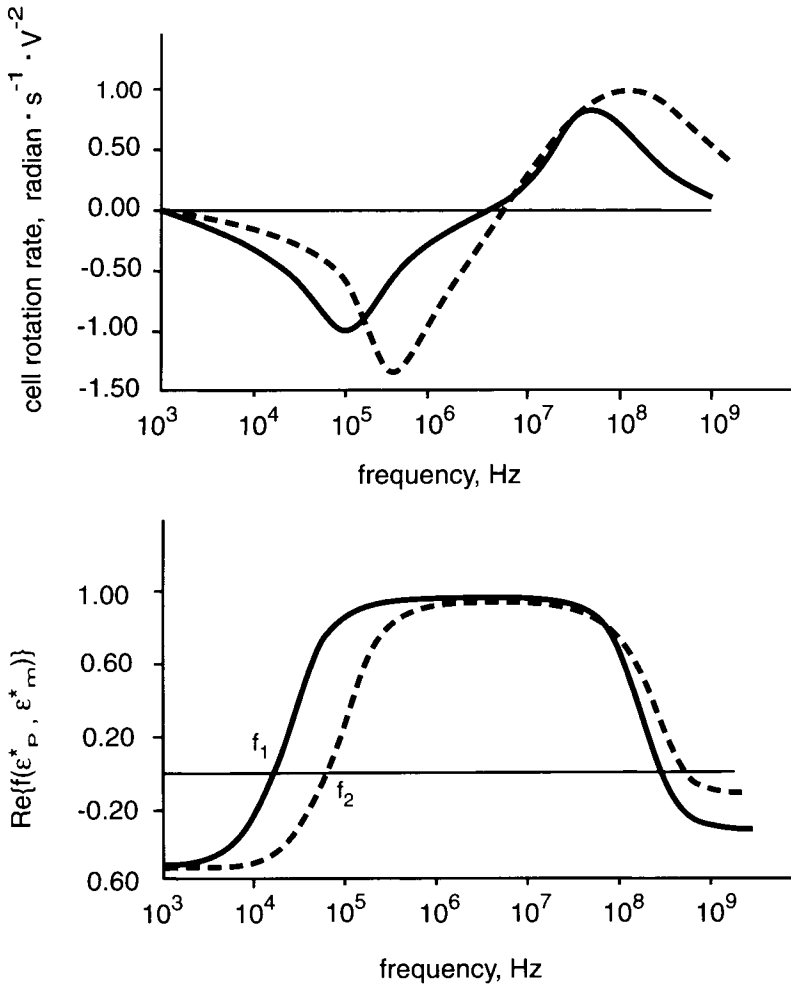 cell rotation rate, radian · s⁻¹ · V⁻²
1.00
0.50
0.00
-0.50
-1.00
-1.50
10³ 10⁴ 10⁵ 10⁶ 10⁷ 10⁸ 10⁹
frequency, Hz
Re{f(ε*P , ε*m)}
1.00
0.60
0.20
-0.20
0.60
f₁
f₂
10³ 10⁴ 10⁵ 10⁶ 10⁷ 10⁸ 10⁹
frequency, Hz